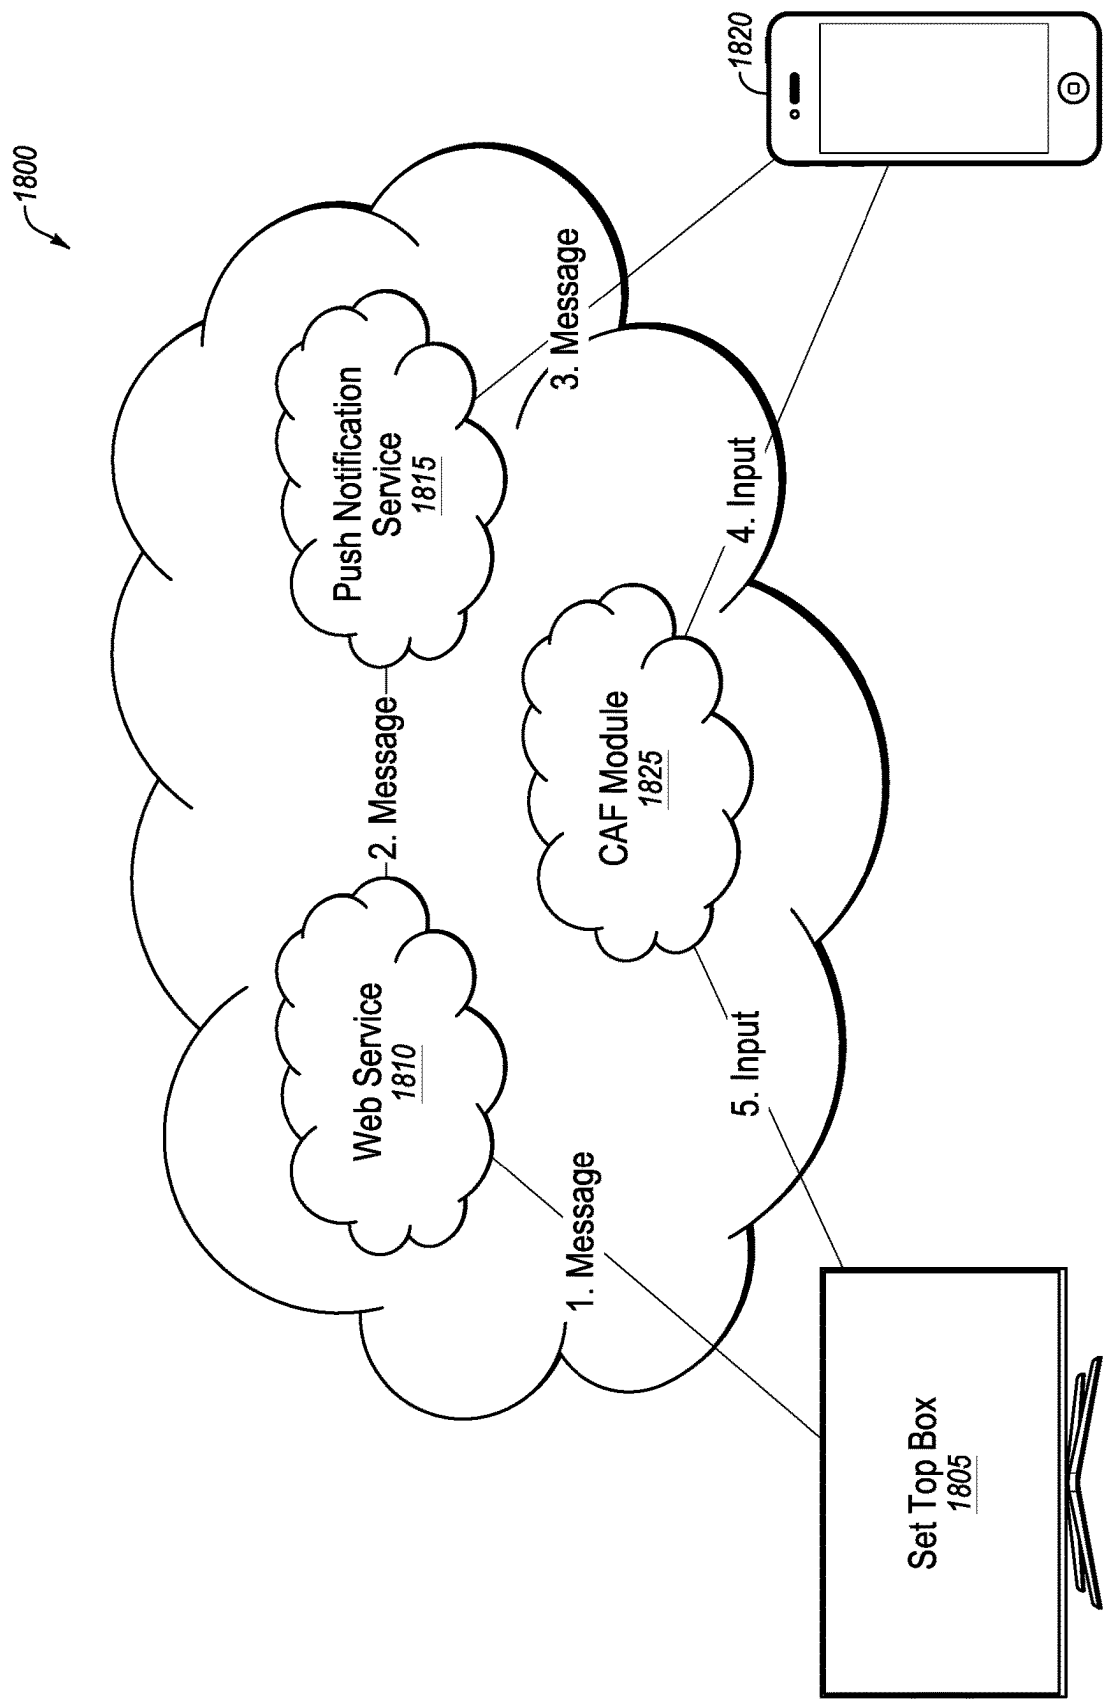 1800
1820
Push Notification
Service
1815
3. Message
2. Message
4. Input
Web Service
1810
CAF Module
1825
1. Message
5. Input
Set Top Box
1805